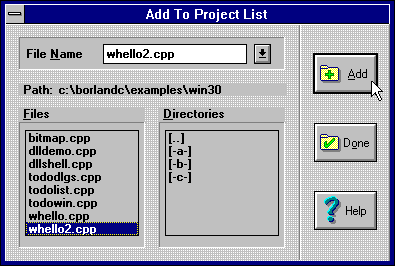 Add To Project List
File Name whello2.cpp
Add
Path: c:\borlandc\examples\win30
Files Directories
bitmap.cpp [..]
dlldemo.cpp [-a-]
dllshell.cpp [-b-]
tododlgs.cpp [-c-]
todolist.cpp
todowin.cpp
whello.cpp
whello2.cpp
Done
Help